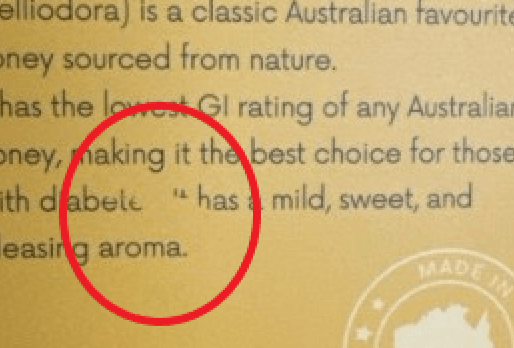 elliodora) is a classic Australian favourite
oney sourced from nature.
has the lowest GI rating of any Australian
oney, making it the best choice for those
ith diabete has a mild, sweet, and
leasing aroma.
MADE IN